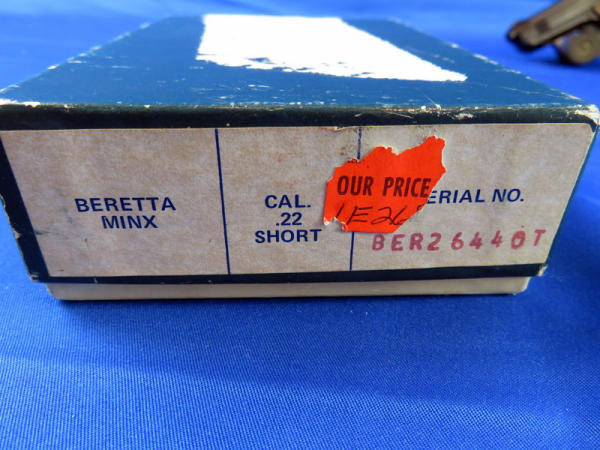 BERETTA
MINX
CAL.
.22
SHORT
OUR PRICE
ERIAL NO.
BER26440T